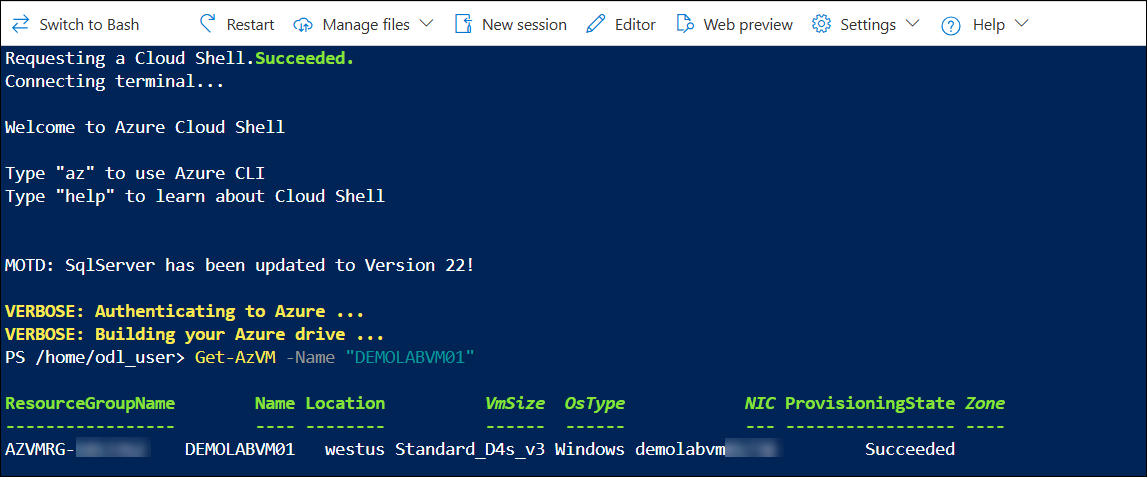 Switch to Bash Restart Manage files New session Editor Web preview Settings Help
Requesting a Cloud Shell.Succeeded.
Connecting terminal...
Welcome to Azure Cloud Shell
Type "az" to use Azure CLI
Type "help" to learn about Cloud Shell
MOTD: SqlServer has been updated to Version 22!
VERBOSE: Authenticating to Azure ...
VERBOSE: Building your Azure drive ...
PS /home/odl_user> Get-AzVM -Name "DEMOLABVM01"
ResourceGroupName Name Location VmSize OsType NIC ProvisioningState Zone
----------------- ---- -------- ------ ------ --- ----------------- ----
AZVMRG- DEMOLABVM01 westus Standard_D4s_v3 Windows demolabvm Succeeded